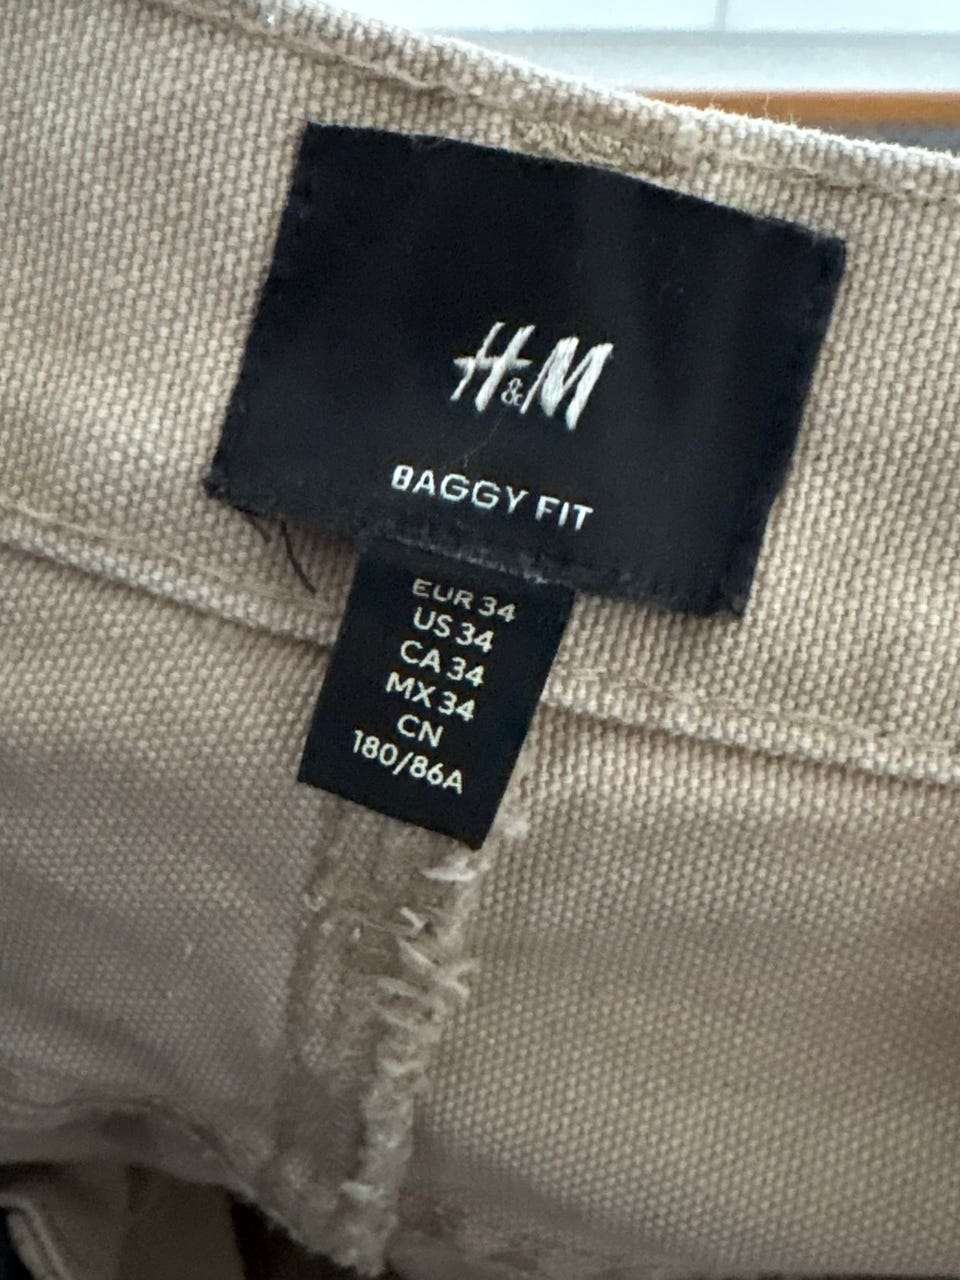 H&M
BAGGY FIT
EUR 34
US 34
CA 34
MX 34
CN
180/86A